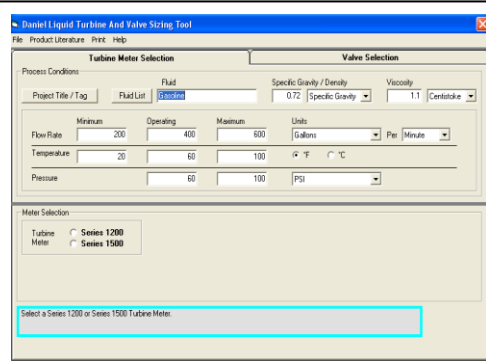 Daniel Liquid Turbine And Valve Sizing Tool
File Product Literature Print Help
Turbine Meter Selection Valve Selection
Process Conditions
Fluid Specific Gravity / Density Viscosity
Project Title / Tag Fluid List Gasoline 0.72 Specific Gravity 1.1 Centistoke
Minimum Operating Maximum Units
Flow Rate 200 400 600 Gallons Per Minute
Temperature 20 60 100 °F °C
Pressure 60 100 PSI
Meter Selection
Turbine Series 1200
Meter Series 1500
Select a Series 1200 or Series 1500 Turbine Meter.